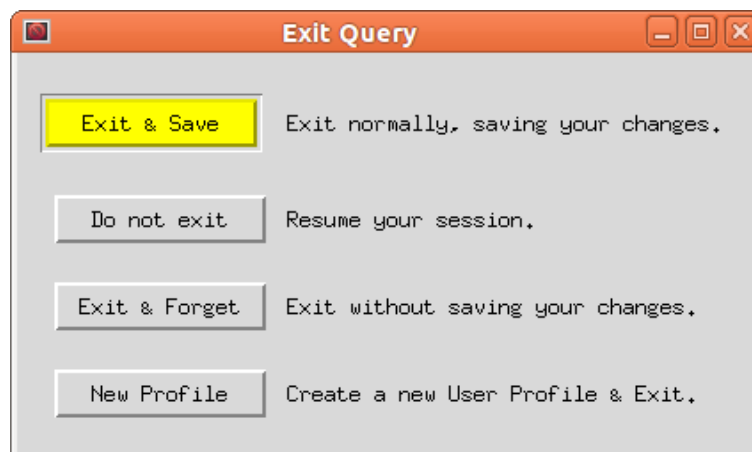 Exit Query
Exit & Save Exit normally, saving your changes.
Do not exit Resume your session.
Exit & Forget Exit without saving your changes.
New Profile Create a new User Profile & Exit.